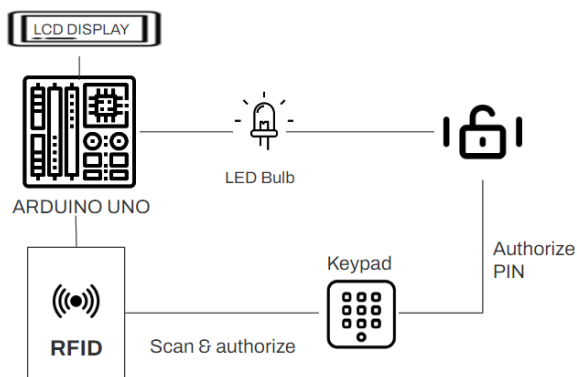 LCD DISPLAY
LED Bulb
ARDUINO UNO
Keypad
Authorize
PIN
RFID
Scan & authorize